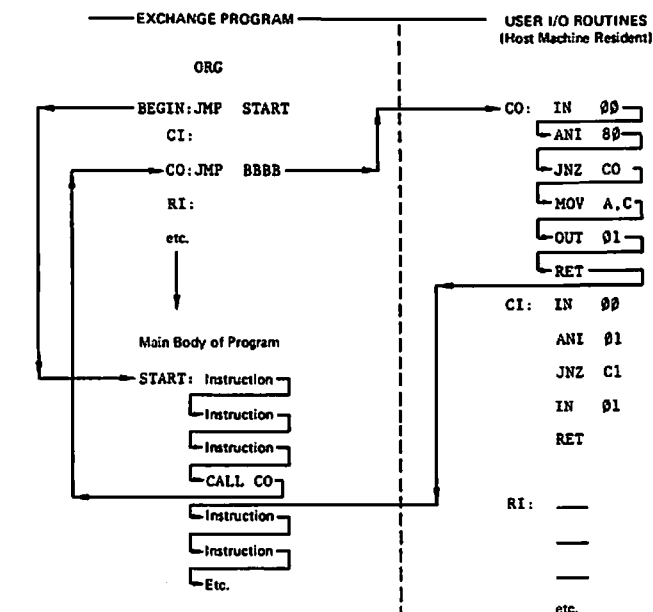 EXCHANGE PROGRAM
ORG
BEGIN: JMP START
CI:
CO: JMP BBBB
RI:
etc.
Main Body of Program
START: Instruction
Instruction
Instruction
CALL CO
Instruction
Instruction
Etc.
USER I/O ROUTINES
(Host Machine Resident)
CO: IN 00
ANI 80
JNZ CO
MOV A,C
OUT 01
RET
CI: IN 00
ANI 01
JNZ C1
IN 01
RET
RI:
etc.